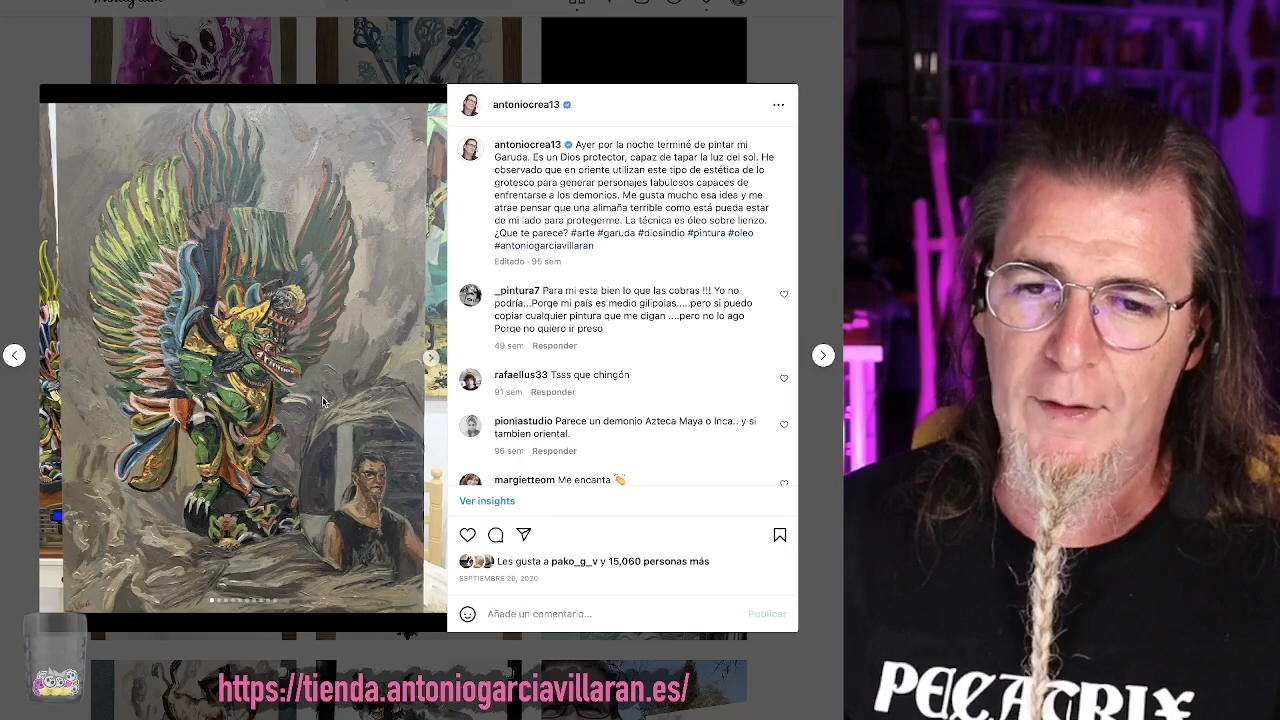 antoniocrea13
antoniocrea13 Ayer por la noche terminé de pintar mi
Garuda. Es un Dios protector, capaz de tapar la luz del sol. He
observado que en oriente utilizan este tipo de estética de lo
grotesco para generar personajes fabulosos capaces de
enfrentarse a los demonios. Me gusta mucho esa idea y me
atrae pensar que una alimaña terrible como está pueda estar
de mi lado para protegerme. La técnica es óleo sobre lienzo.
¿Que te parece? #arte #garuda #diosindio #pintura #oleo
#antoniogarciavillaran
Editado · 95 sem
_pintura7 Para mi esta bien lo que las cobras !!! Yo no
podría...Porqe mi país es medio gilipoias.....pero si puedo
copiar cualquier pintura que me digan ....pero no lo ago
Porqe no quiero ir preso
49 sem Responder
rafaellus33 Tsss que chingón
91 sem Responder
pioniastudio Parece un demonio Azteca Maya o Inca.. y si
tambien oriental.
96 sem Responder
margietteom Me encanta 👏
Ver insights
Les gusta a pako_g_v y 15,060 personas más
SEPTIEMBRE 26, 2020
Añade un comentario...
Publicar
https://tienda.antoniogarciavillaran.es/
PECATRIX